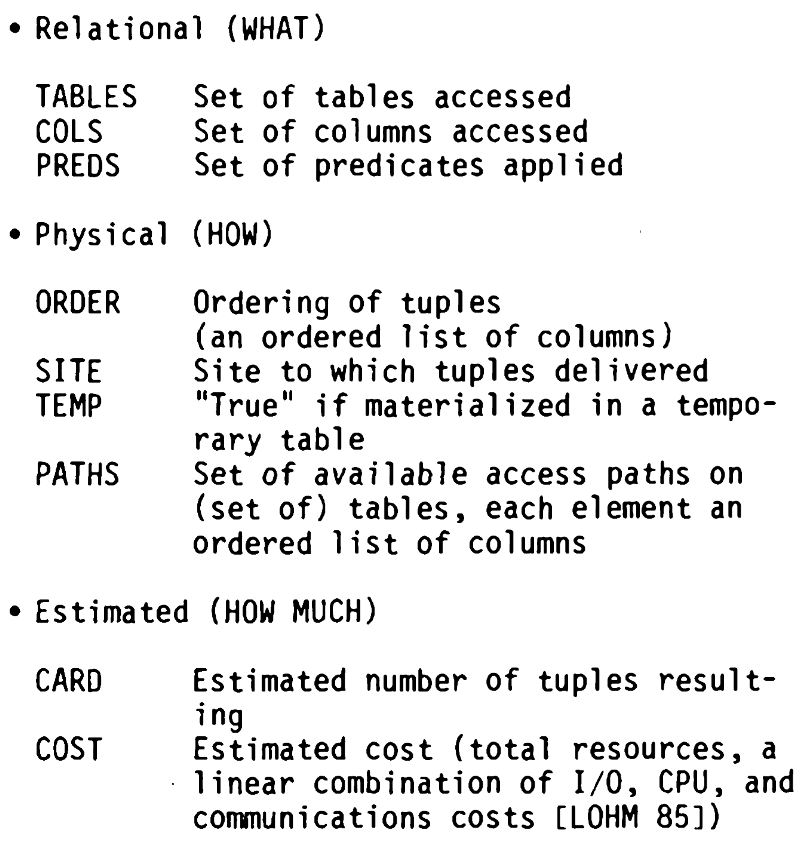 • Relational (WHAT)
TABLES Set of tables accessed
COLS Set of columns accessed
PREDS Set of predicates applied
• Physical (HOW)
ORDER Ordering of tuples
(an ordered list of columns)
SITE Site to which tuples delivered
TEMP "True" if materialized in a tempo-
rary table
PATHS Set of available access paths on
(set of) tables, each element an
ordered list of columns
• Estimated (HOW MUCH)
CARD Estimated number of tuples result-
ing
COST Estimated cost (total resources, a
linear combination of I/O, CPU, and
communications costs [LOHM 85])